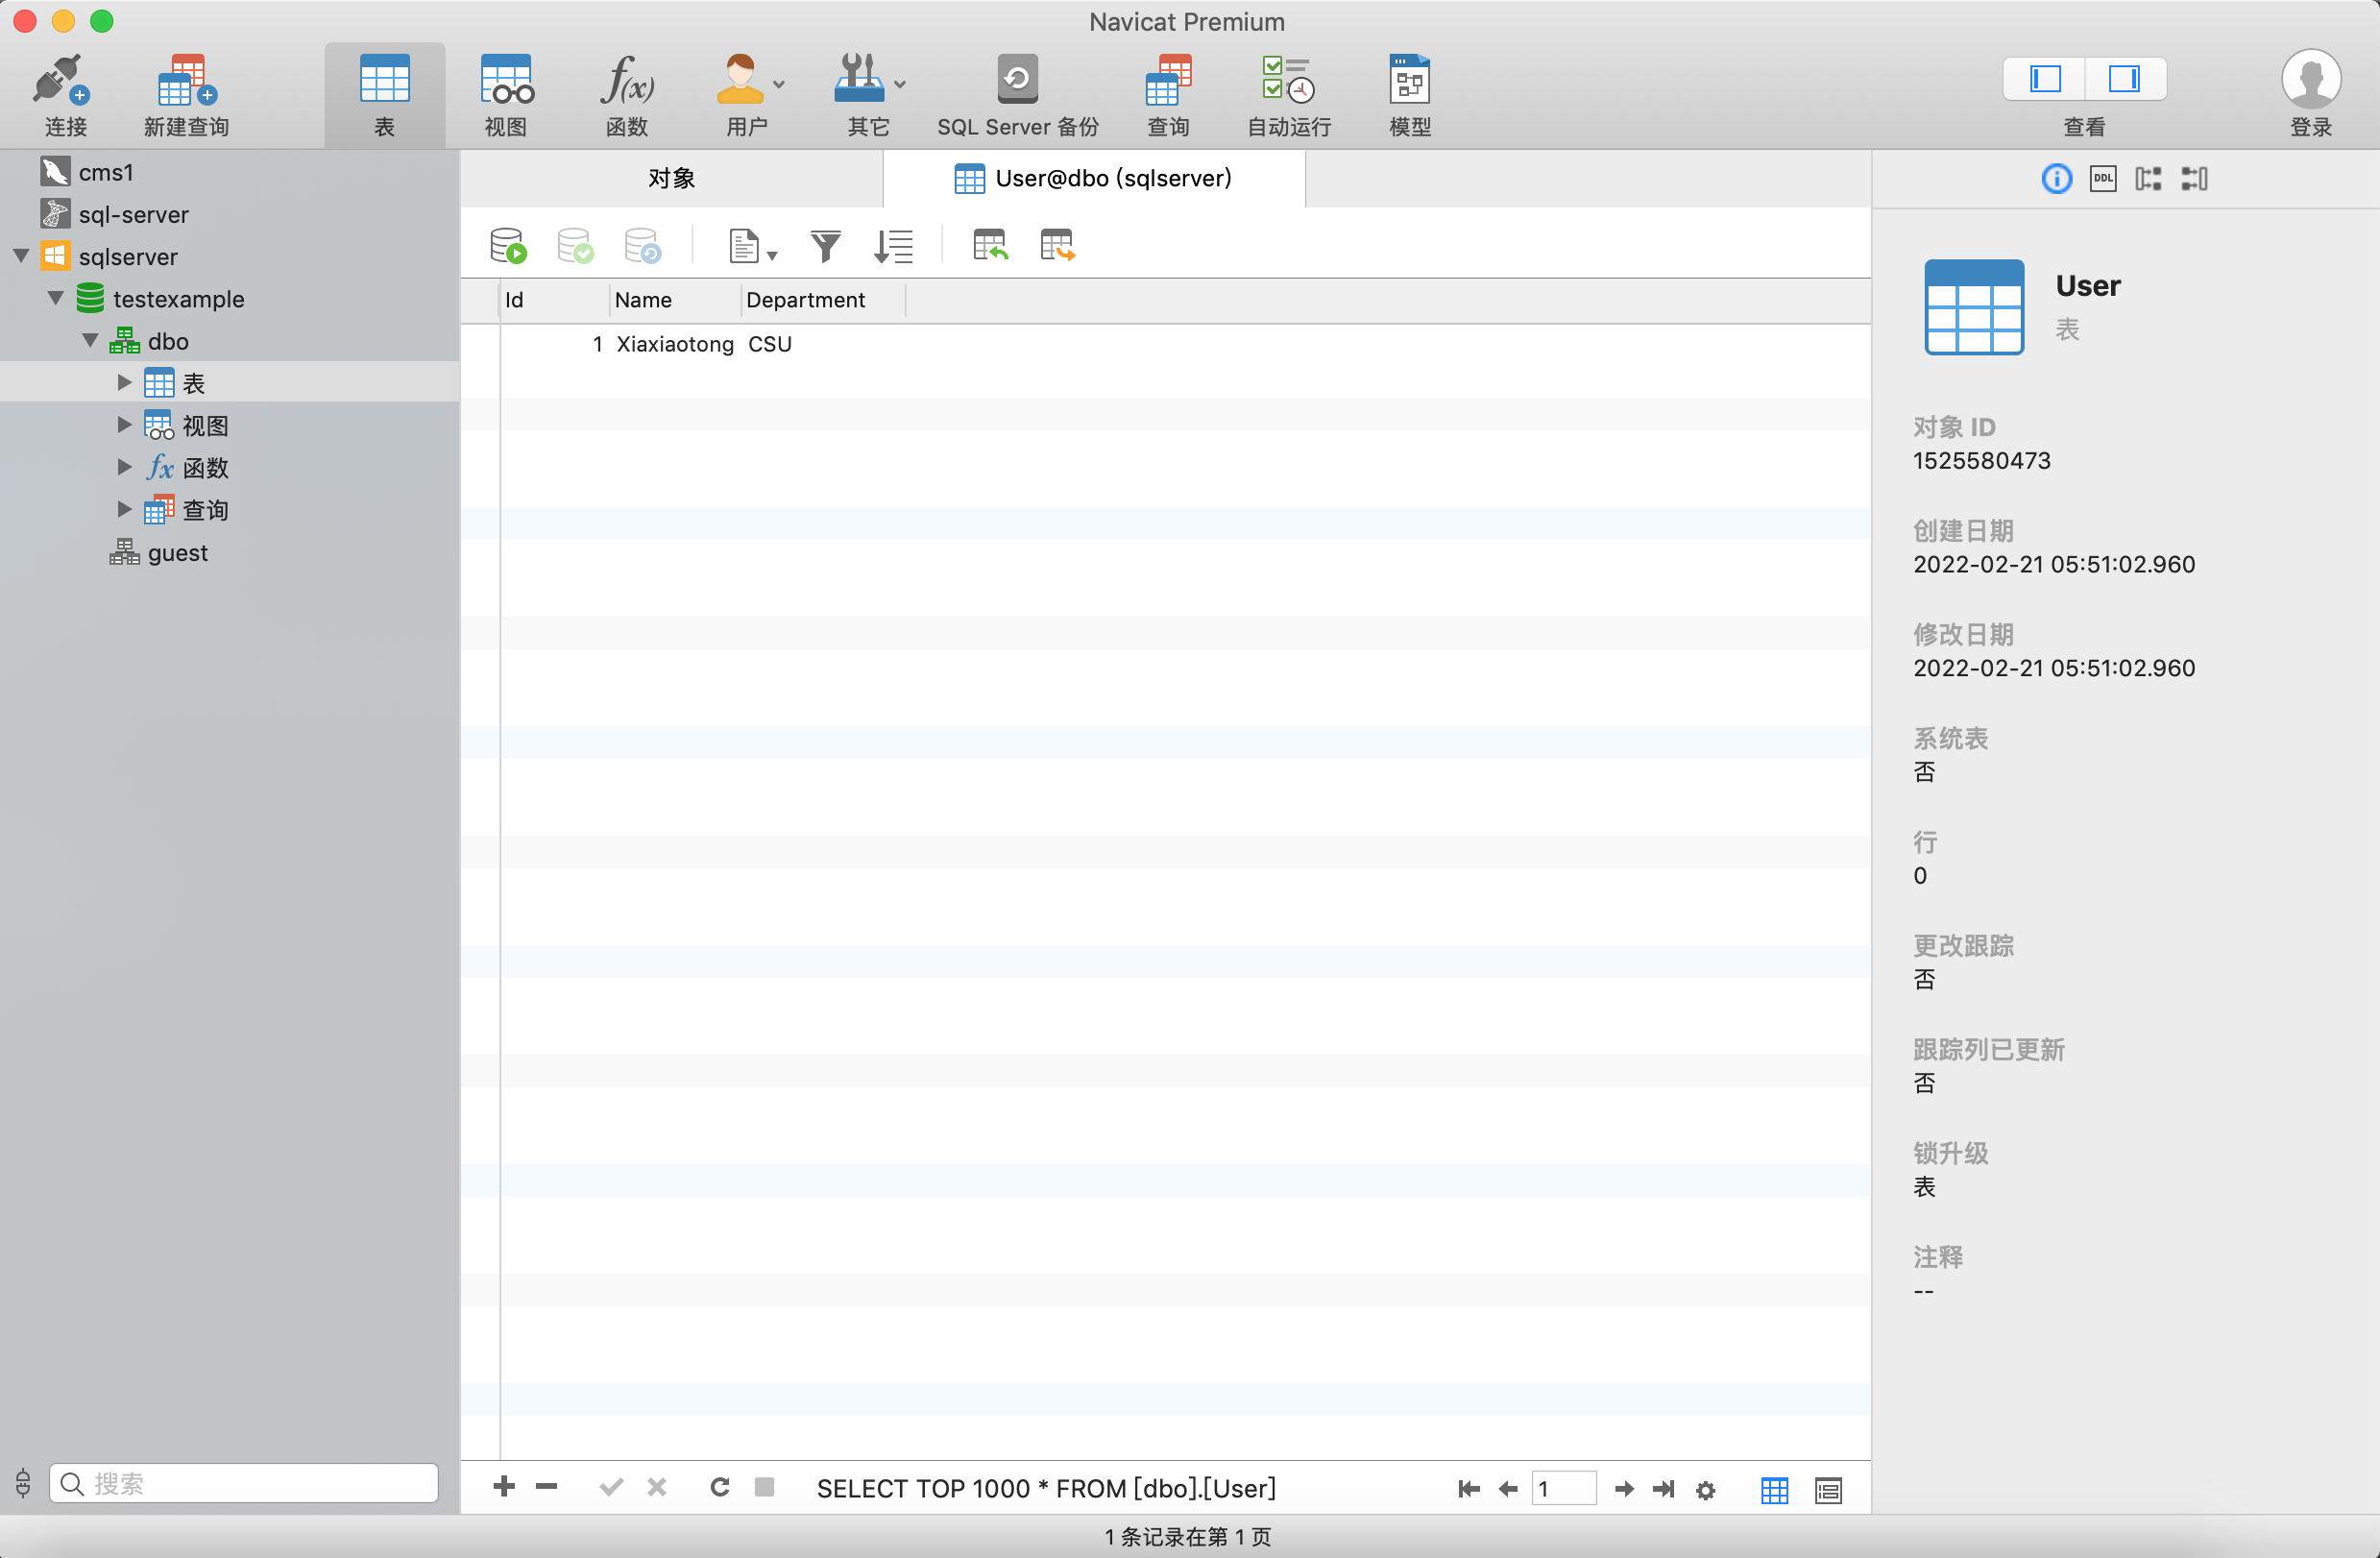 Navicat Premium
连接
新建查询
表
视图
函数
用户
其它
SQL Server 备份
查询
自动运行
模型
查看
登录
cms1
sql-server
sqlserver
testexample
dbo
表
视图
函数
查询
guest
搜索
对象
User@dbo (sqlserver)
Id Name Department
1 Xiaxiaotong CSU
SELECT TOP 1000 * FROM [dbo].[User]
1
1 条记录在第 1 页
DDL
User
表
对象 ID
1525580473
创建日期
2022-02-21 05:51:02.960
修改日期
2022-02-21 05:51:02.960
系统表
否
行
0
更改跟踪
否
跟踪列已更新
否
锁升级
表
注释
--